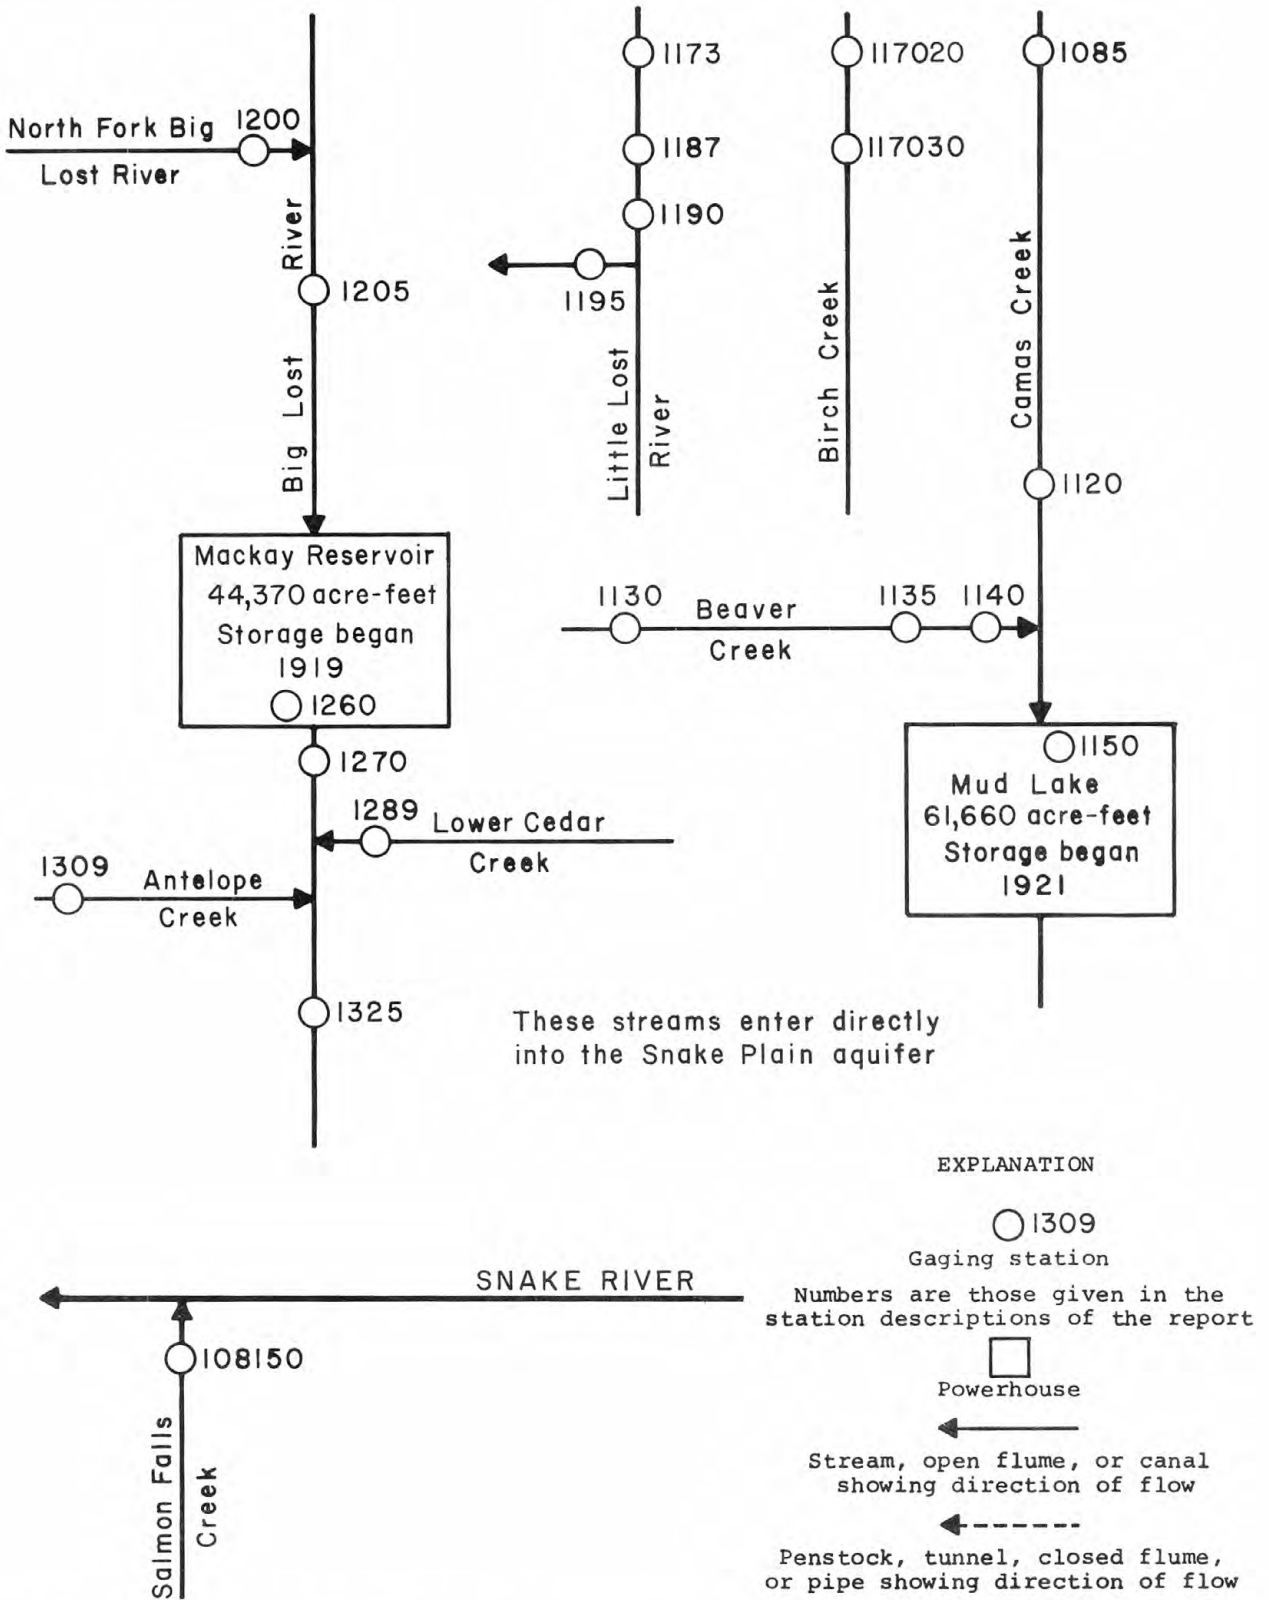 1173
117020
1085
1200
North Fork Big
Lost River
1187
117030
1190
River
1205
1195
Big Lost
Little Lost
River
Birch Creek
Camas Creek
1120
Mackay Reservoir
44,370 acre-feet
Storage began
1919
1260
1130
Beaver
Creek
1135
1140
1270
1150
Mud Lake
61,660 acre-feet
Storage began
1921
1289
Lower Cedar
Creek
1309
Antelope
Creek
1325
These streams enter directly
into the Snake Plain aquifer
SNAKE RIVER
108150
Salmon Falls
Creek
EXPLANATION
1309
Gaging station
Numbers are those given in the
station descriptions of the report
Powerhouse
Stream, open flume, or canal
showing direction of flow
Penstock, tunnel, closed flume,
or pipe showing direction of flow